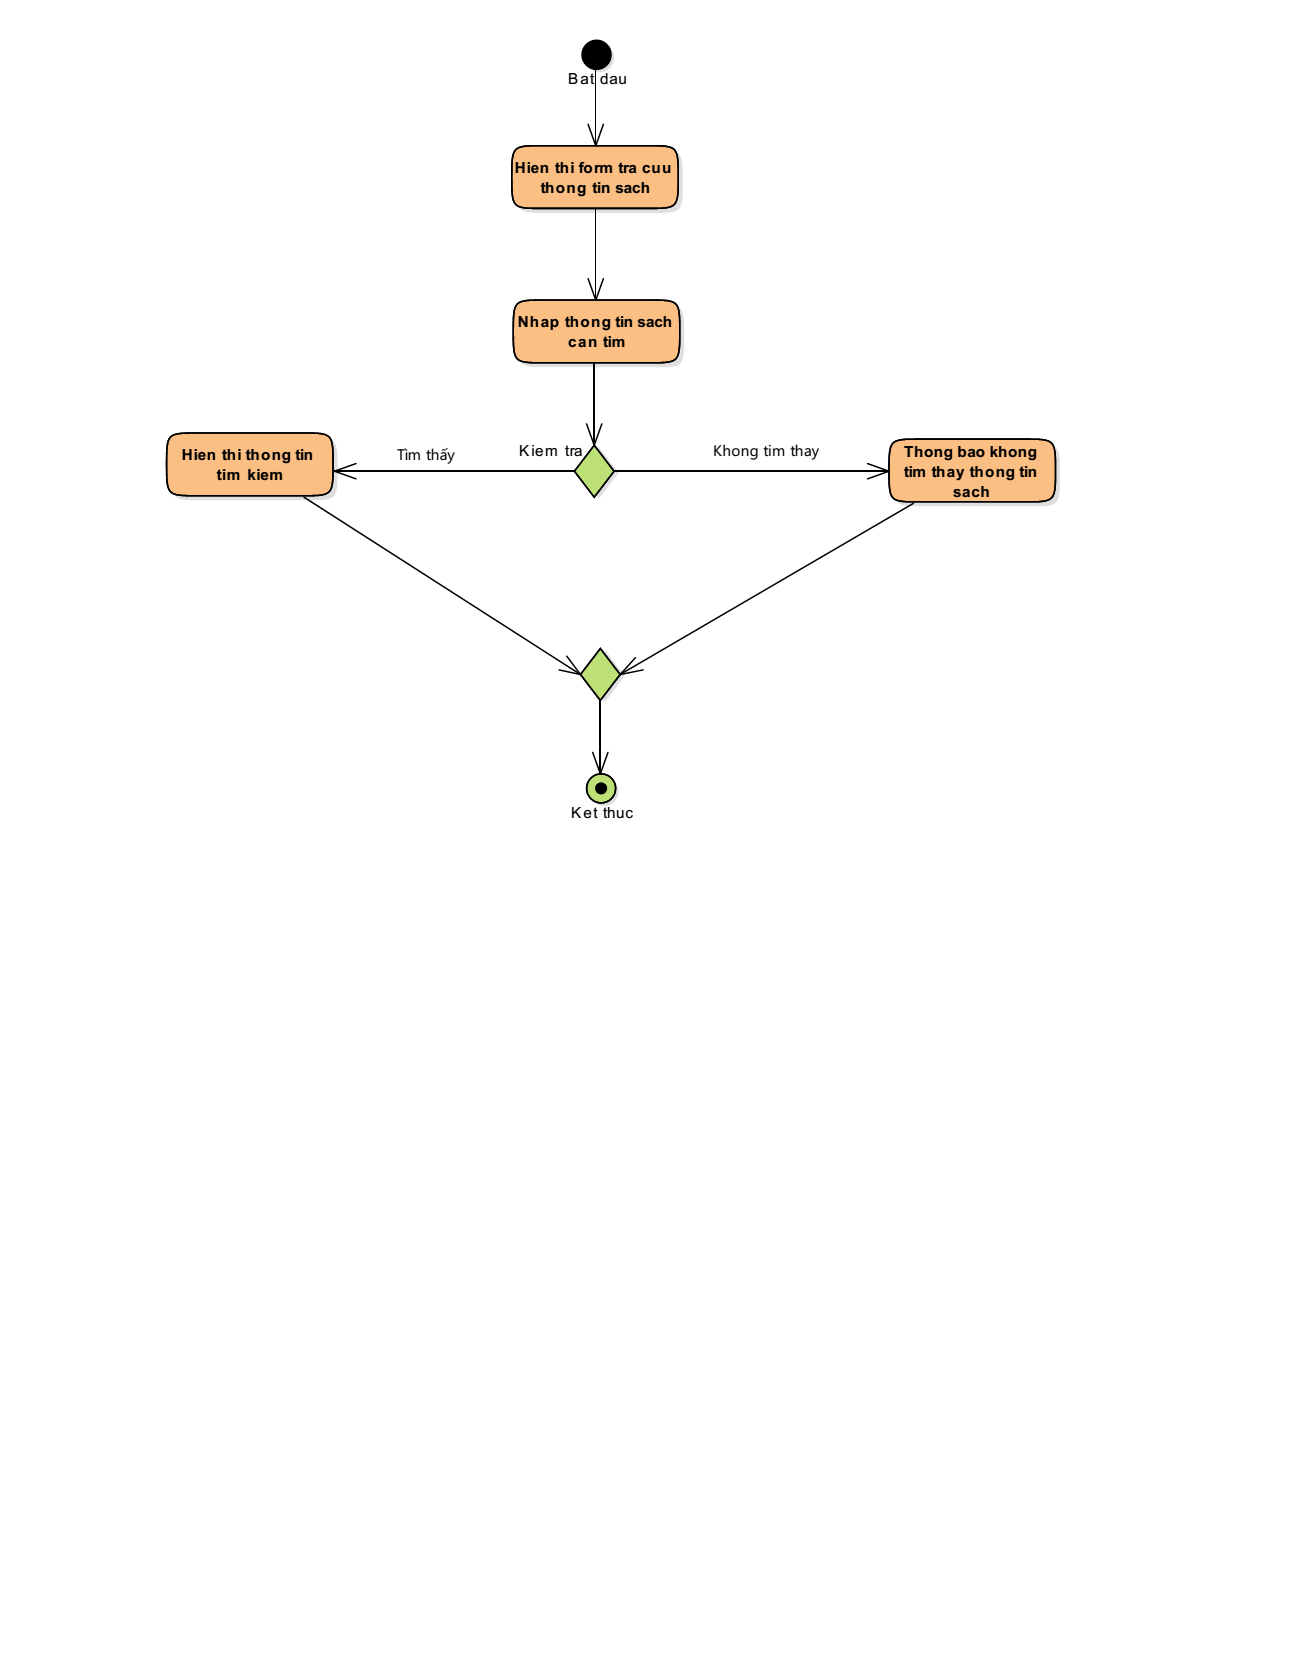 Bat dau
Hien thi form tra cuu
thong tin sach
Nhap thong tin sach
can tim
Hien thi thong tin
tim kiem
Tìm thấy
Kiem tra
Khong tim thay
Thong bao khong
tim thay thong tin
sach
Ket thuc